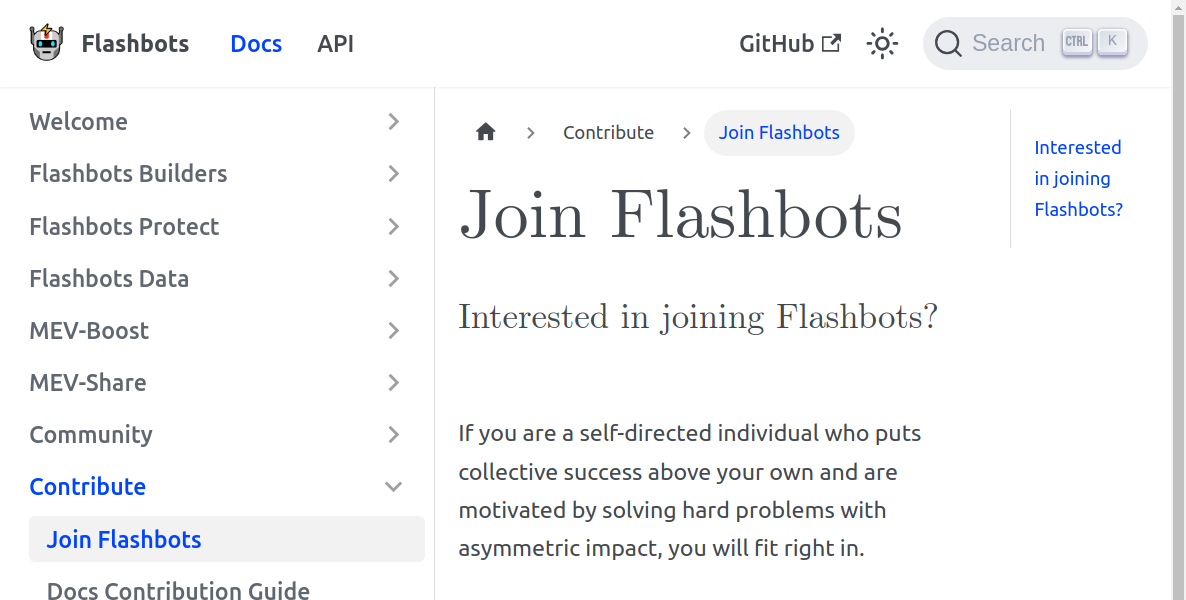 Flashbots Docs API GitHub Search CTRL K
Welcome
Flashbots Builders
Flashbots Protect
Flashbots Data
MEV-Boost
MEV-Share
Community
Contribute
Join Flashbots
Docs Contribution Guide
Contribute Join Flashbots
Join Flashbots
Interested in joining Flashbots?
If you are a self-directed individual who puts
collective success above your own and are
motivated by solving hard problems with
asymmetric impact, you will fit right in.
Interested
in joining
Flashbots?